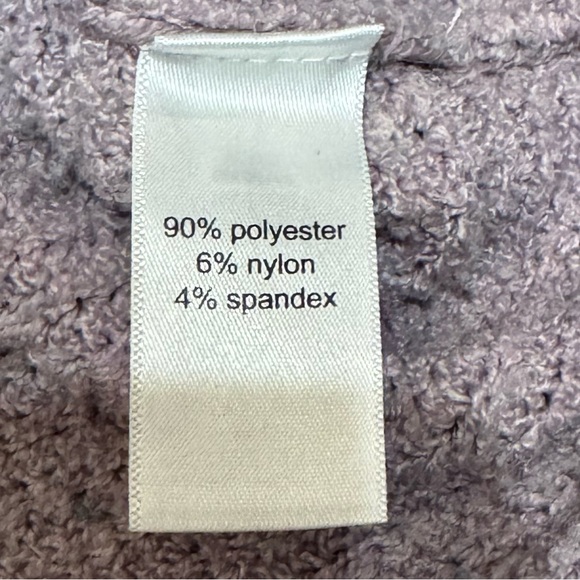 90% polyester
6% nylon
4% spandex